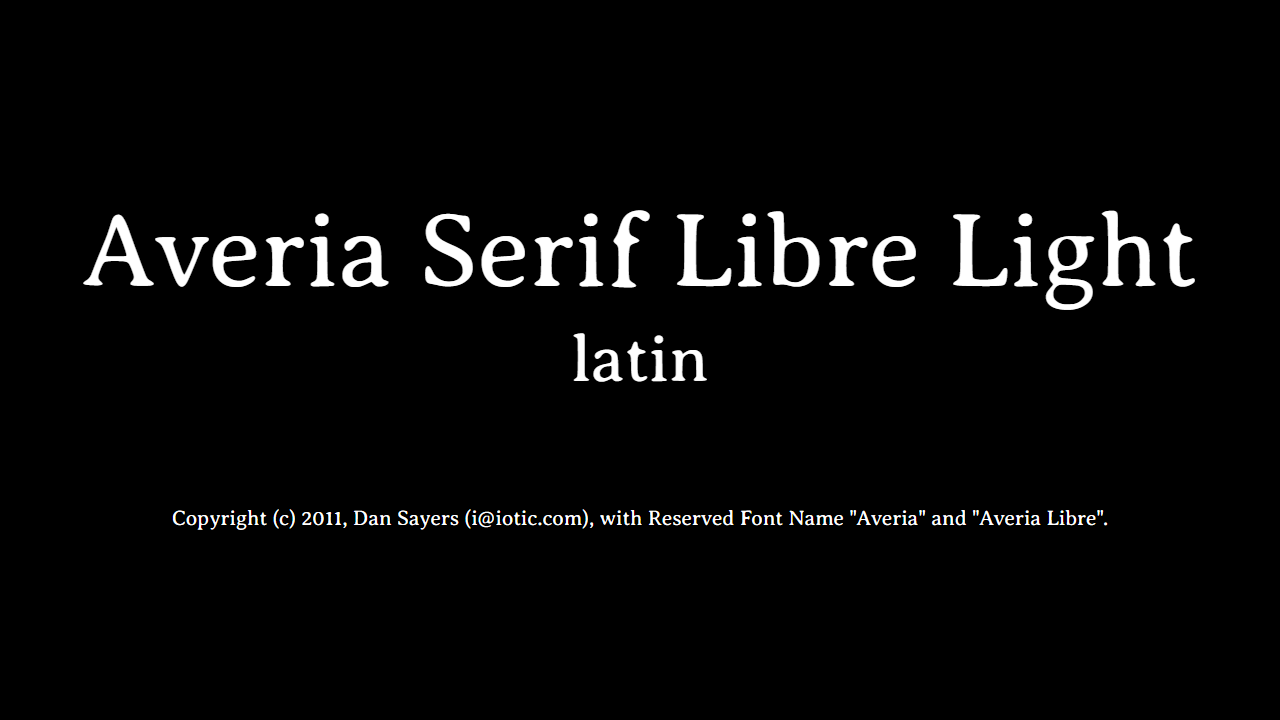 Averia Serif Libre Light
latin
Copyright (c) 2011, Dan Sayers (i@iotic.com), with Reserved Font Name "Averia" and "Averia Libre".